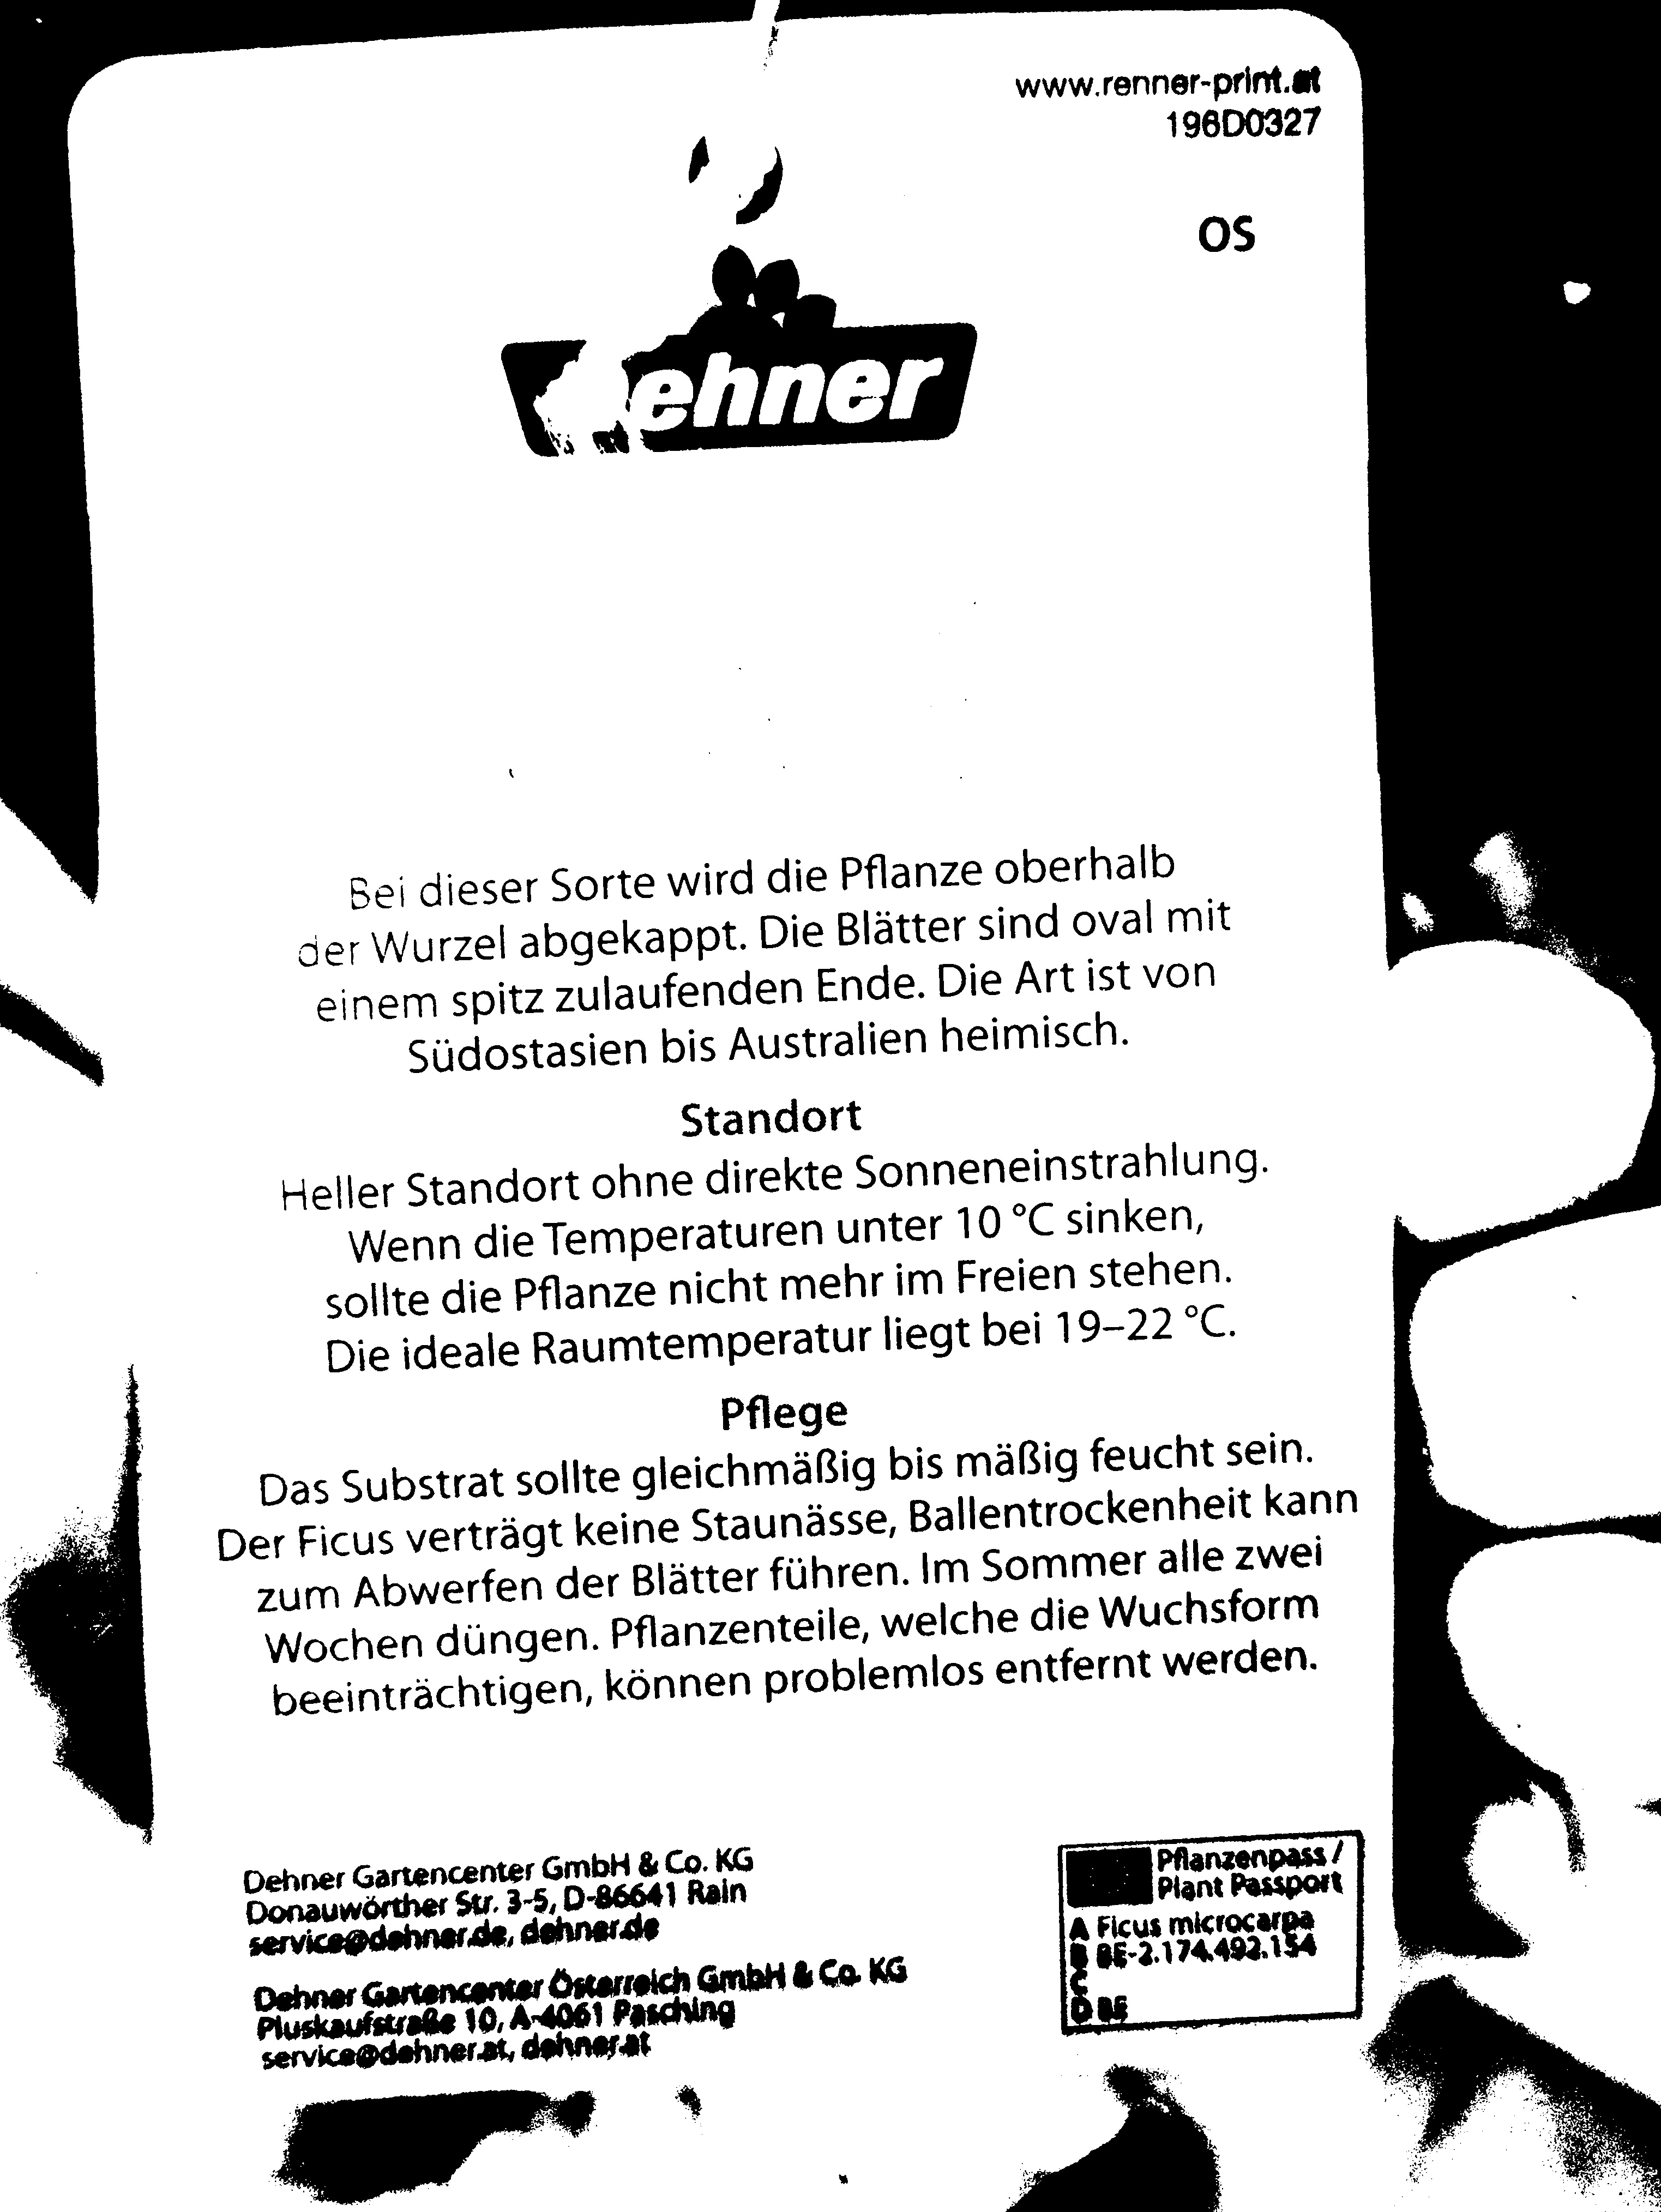 www.renner-print.at
196D0327
OS
Dehner
Bei dieser Sorte wird die Pflanze oberhalb
der Wurzel abgekappt. Die Blätter sind oval mit
einem spitz zulaufenden Ende. Die Art ist von
Südostasien bis Australien heimisch.
Standort
Heller Standort ohne direkte Sonneneinstrahlung.
Wenn die Temperaturen unter 10 °C sinken,
sollte die Pflanze nicht mehr im Freien stehen.
Die ideale Raumtemperatur liegt bei 19–22 °C.
Pflege
Das Substrat sollte gleichmäßig bis mäßig feucht sein.
Der Ficus verträgt keine Staunässe, Ballentrockenheit kann
zum Abwerfen der Blätter führen. Im Sommer alle zwei
Wochen düngen. Pflanzenteile, welche die Wuchsform
beeinträchtigen, können problemlos entfernt werden.
Dehner Gartencenter GmbH & Co. KG
Donauwörther Str. 3-5, D-86641 Rain
service@dehner.de, dehner.de
Dehner Gartencenter Österreich GmbH & Co. KG
Pluskaufstraße 10, A-4061 Pasching
service@dehner.at, dehner.at
Pflanzenpass /
Plant Passport
A Ficus microcarpa
B BE-2.174.492.154
C
D BE